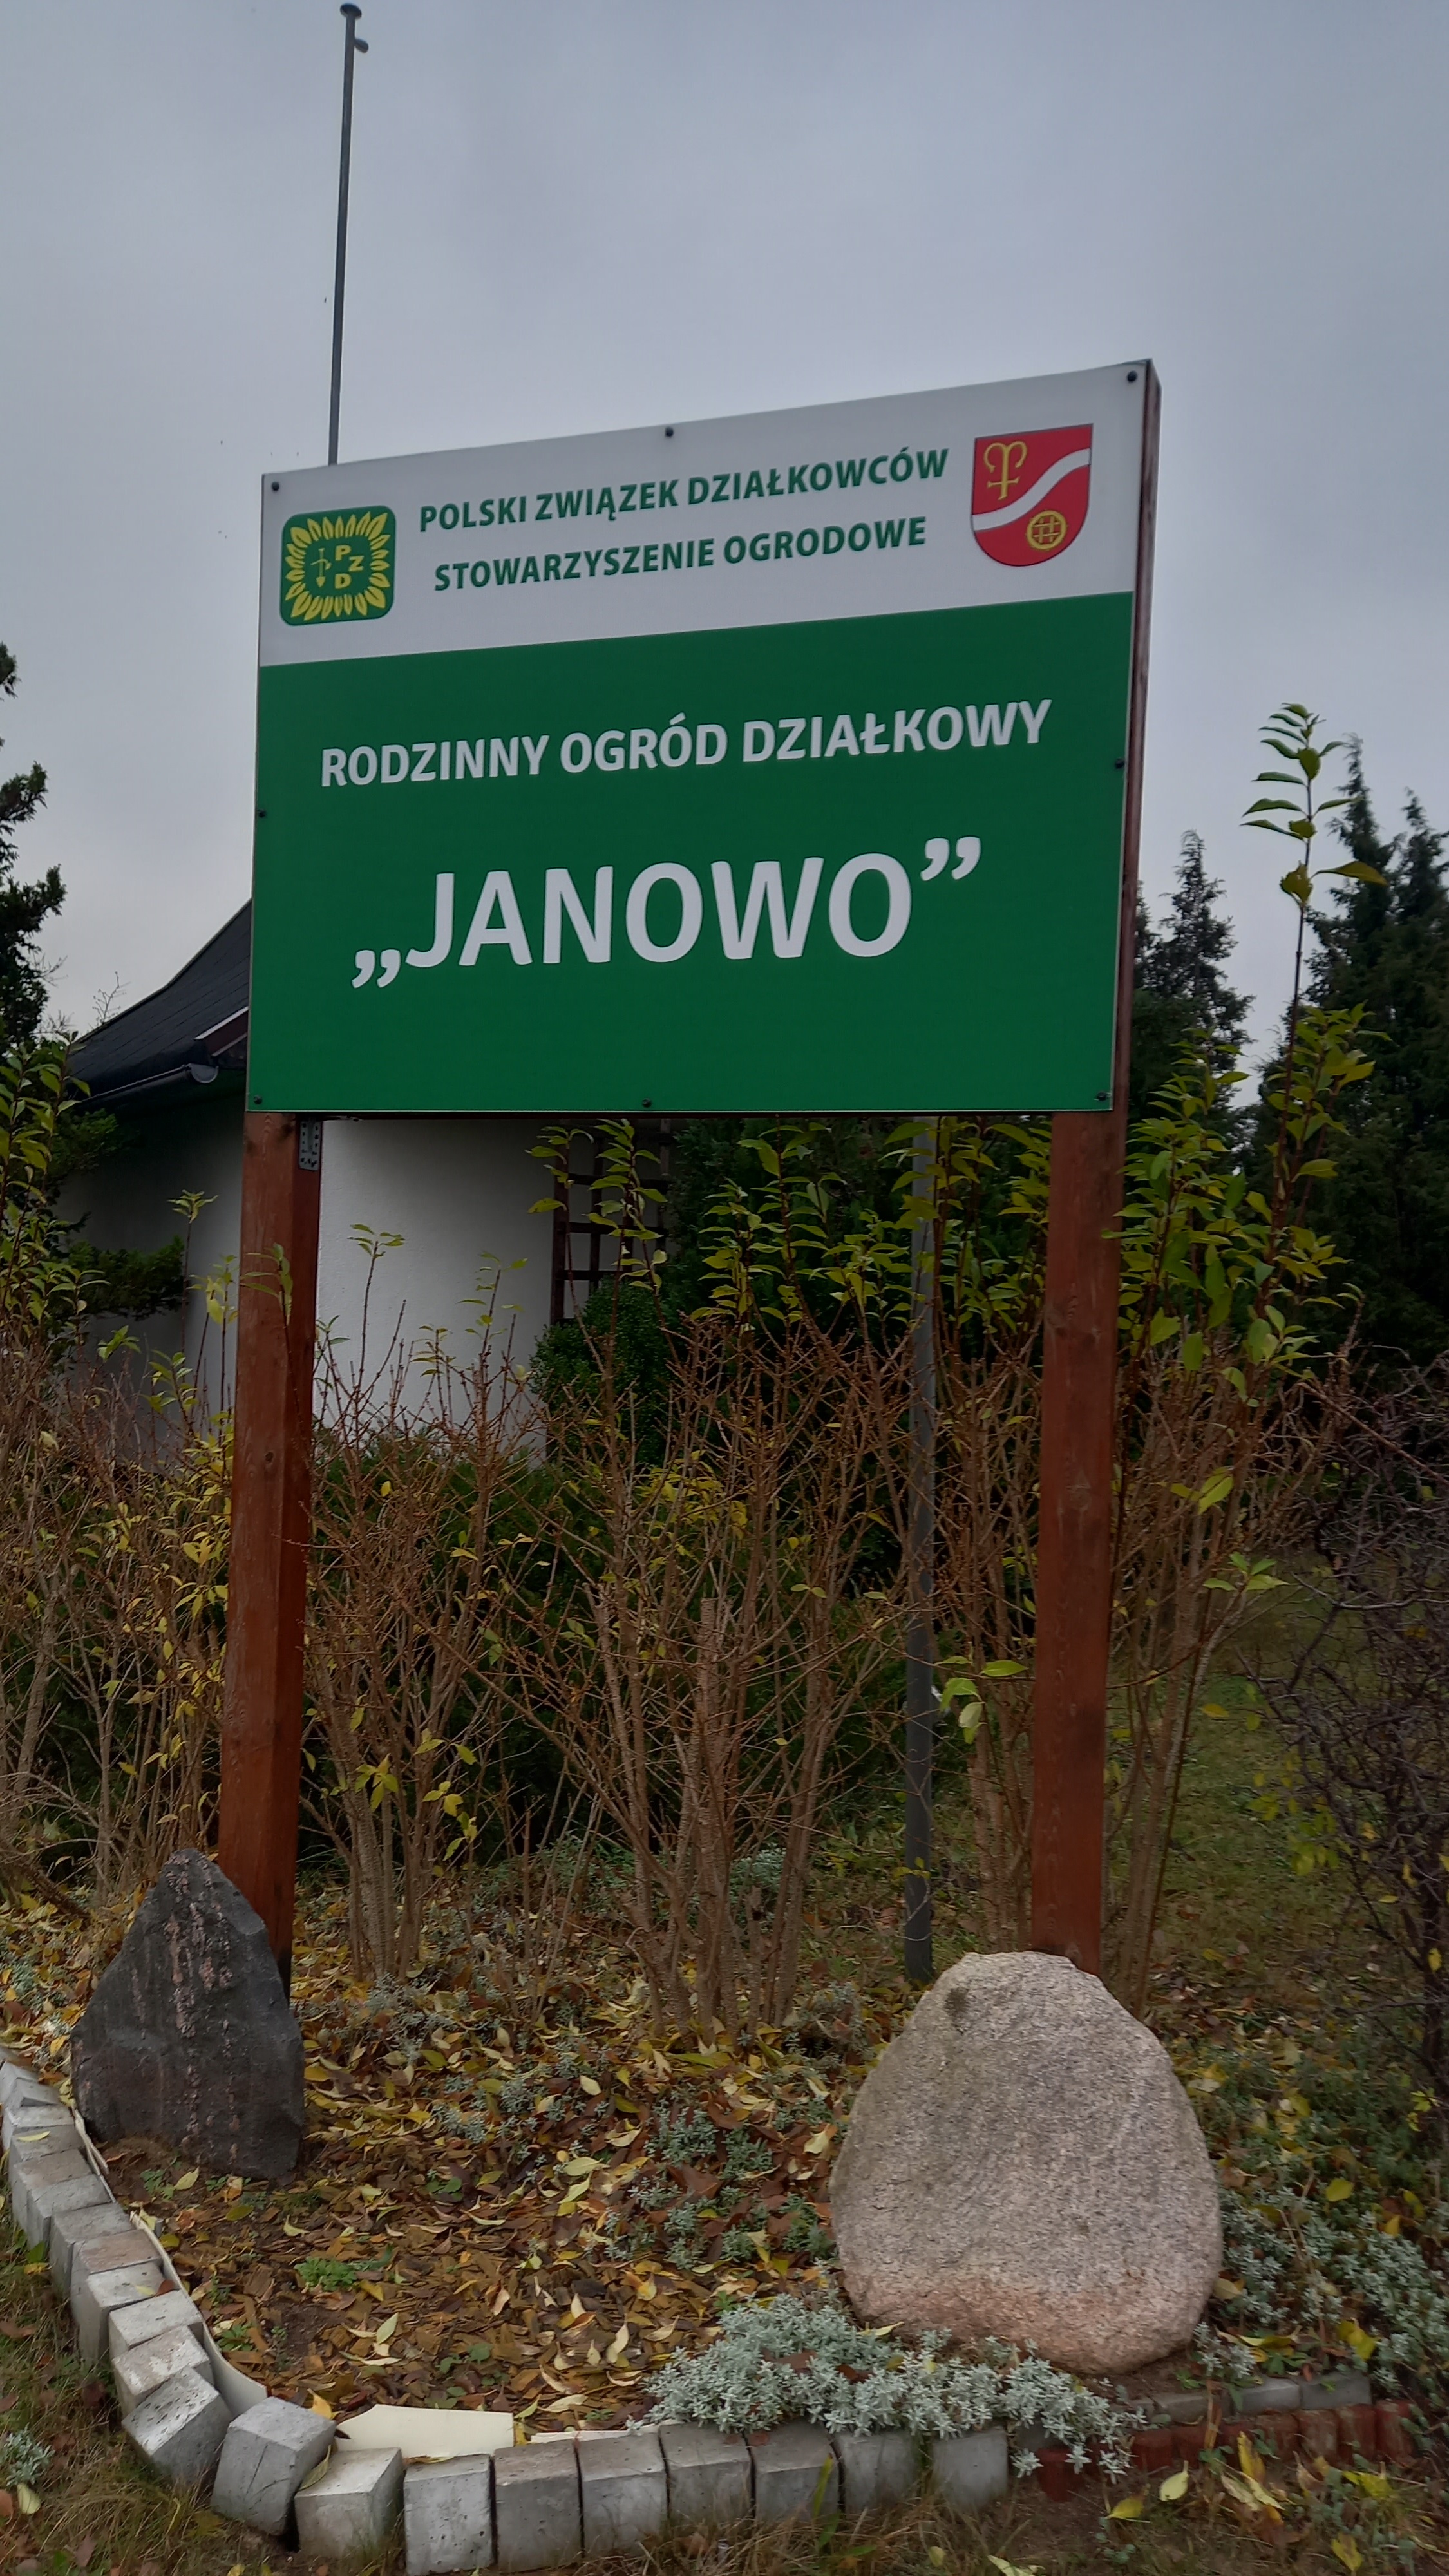 POLSKI ZWIĄZEK DZIAŁKOWCÓW
STOWARZYSZENIE OGRODOWE
P
Z
D
RODZINNY OGRÓD DZIAŁKOWY
„JANOWO”